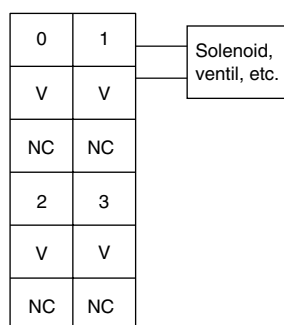 0 1
Solenoid,
ventil, etc.
V V
NC NC
2 3
V V
NC NC